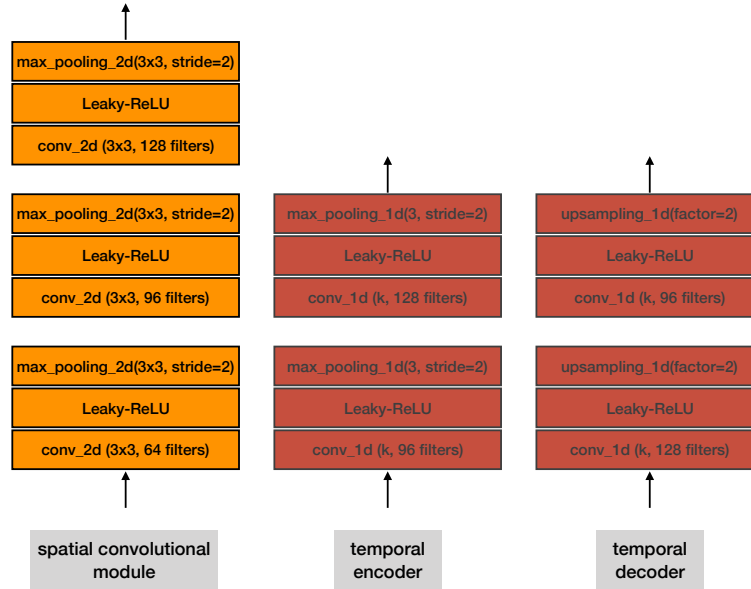 max_pooling_2d(3x3, stride=2)
Leaky-ReLU
conv_2d (3x3, 128 filters)
max_pooling_2d(3x3, stride=2)
Leaky-ReLU
conv_2d (3x3, 96 filters)
max_pooling_2d(3x3, stride=2)
Leaky-ReLU
conv_2d (3x3, 64 filters)
spatial convolutional
module
max_pooling_1d(3, stride=2)
Leaky-ReLU
conv_1d (k, 128 filters)
max_pooling_1d(3, stride=2)
Leaky-ReLU
conv_1d (k, 96 filters)
temporal
encoder
upsampling_1d(factor=2)
Leaky-ReLU
conv_1d (k, 96 filters)
upsampling_1d(factor=2)
Leaky-ReLU
conv_1d (k, 128 filters)
temporal
decoder